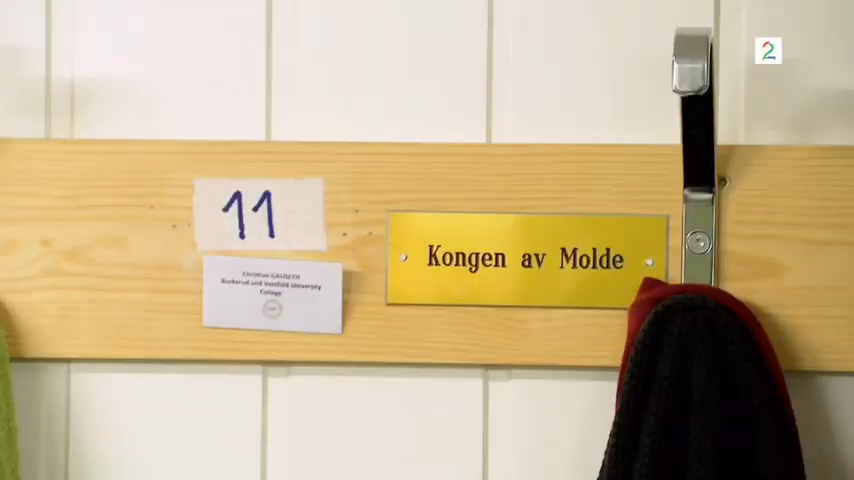 2
11
Kongen av Molde
Christian GAUSETH
Buskerud and Vestfold University
College